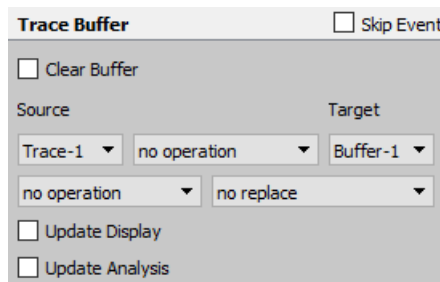 Trace Buffer Skip Event
Clear Buffer
Source Target
Trace-1 no operation Buffer-1
no operation no replace
Update Display
Update Analysis